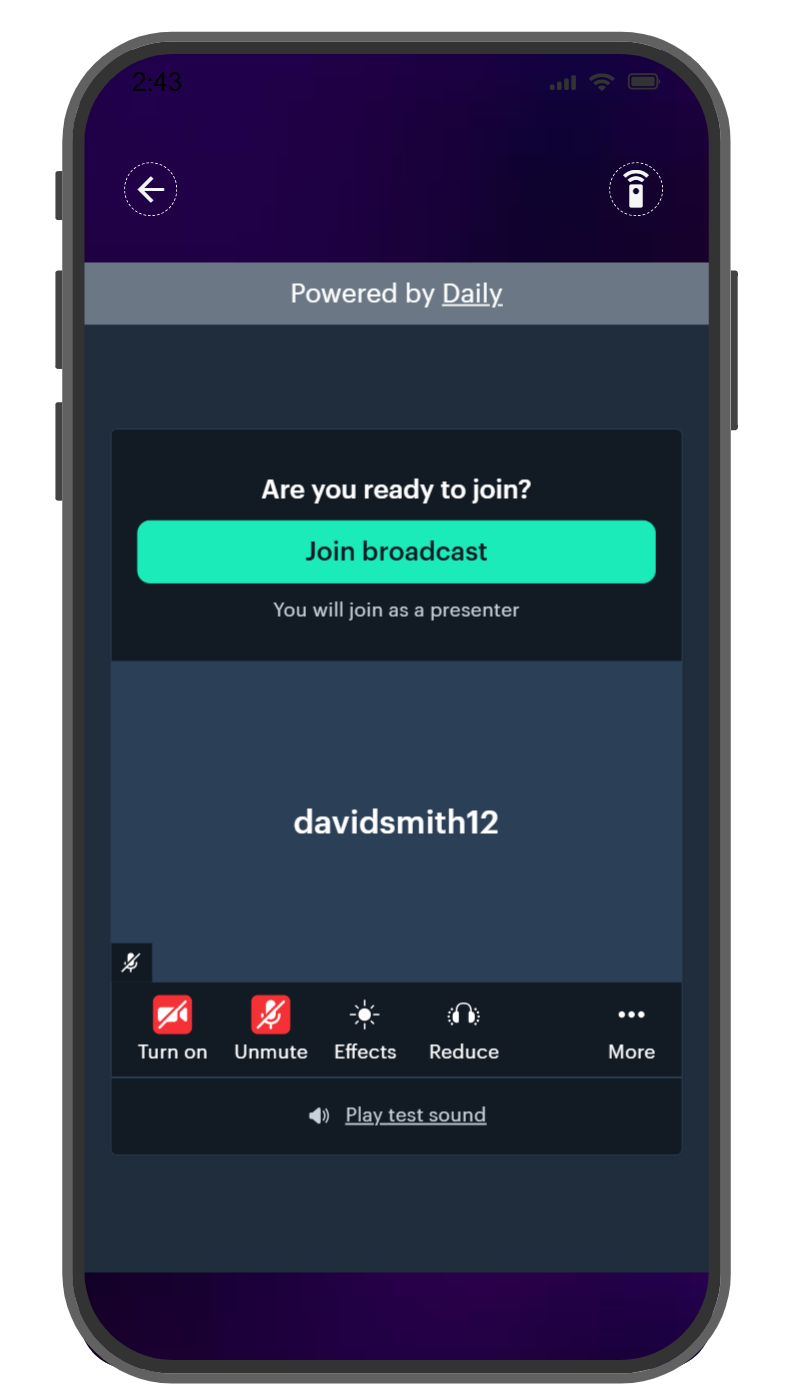 2:43
Powered by Daily
Are you ready to join?
Join broadcast
You will join as a presenter
davidsmith12
Turn on Unmute Effects Reduce More
Play test sound